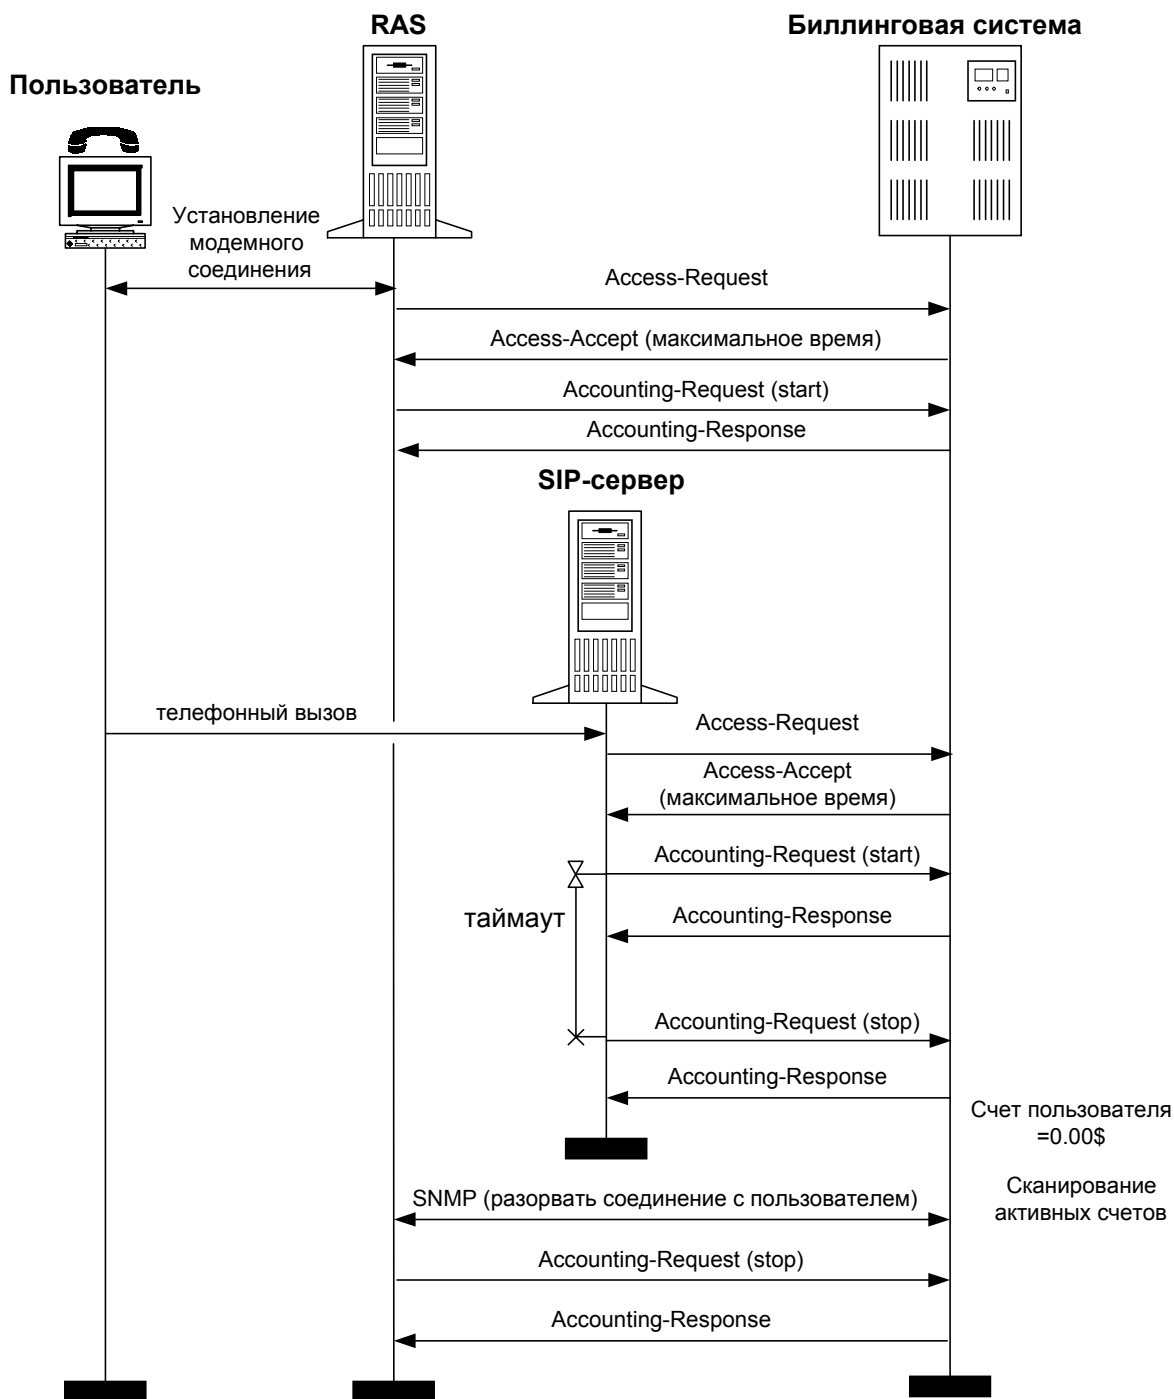 RAS
Биллинговая система
Пользователь
Установление
модемного
соединения
Access-Request
Access-Accept (максимальное время)
Accounting-Request (start)
Accounting-Response
SIP-сервер
телефонный вызов
Access-Request
Access-Accept
(максимальное время)
Accounting-Request (start)
таймаут
Accounting-Response
Accounting-Request (stop)
Accounting-Response
Счет пользователя
=0.00$
Сканирование
активных счетов
SNMP (разорвать соединение с пользователем)
Accounting-Request (stop)
Accounting-Response